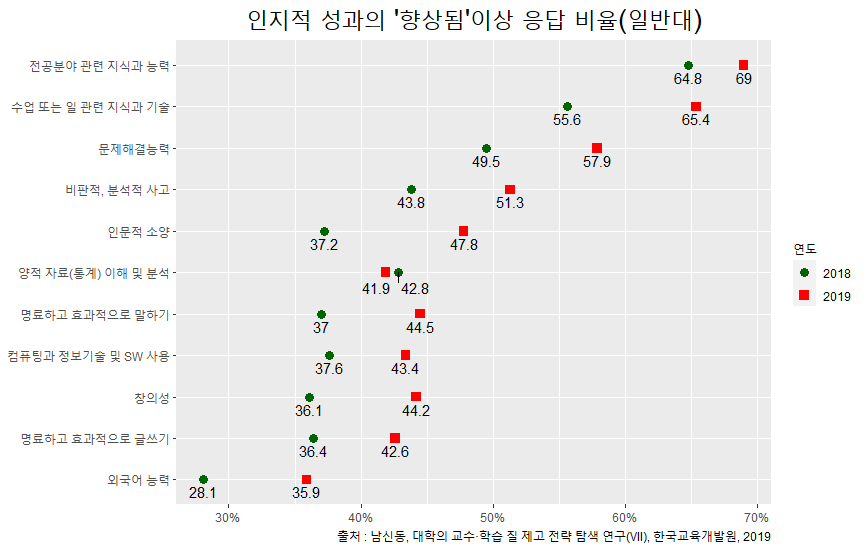 인지적 성과의 '향상됨'이상 응답 비율(일반대)
전공분야 관련 지식과 능력
64.8 69
수업 또는 일 관련 지식과 기술
55.6 65.4
문제해결능력
49.5 57.9
비판적, 분석적 사고
43.8 51.3
인문적 소양
37.2 47.8
양적 자료(통계) 이해 및 분석
41.9 42.8
명료하고 효과적으로 말하기
37 44.5
컴퓨팅과 정보기술 및 SW 사용
37.6 43.4
창의성
36.1 44.2
명료하고 효과적으로 글쓰기
36.4 42.6
외국어 능력
28.1 35.9
30% 40% 50% 60% 70%
연도
2018
2019
출처 : 남신동, 대학의 교수·학습 질 제고 전략 탐색 연구(VII), 한국교육개발원, 2019